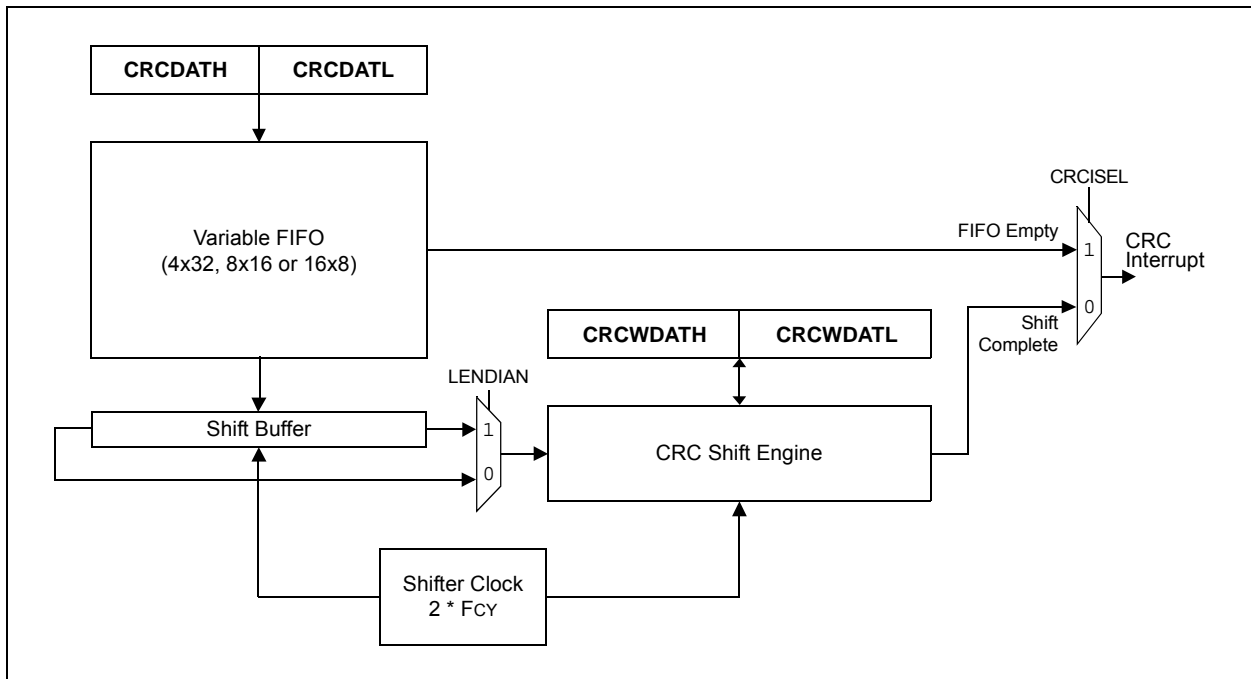 CRCDATH CRCDATL
Variable FIFO
(4x32, 8x16 or 16x8)
CRCISEL
FIFO Empty
1
0
CRC
Interrupt
Shift
Complete
CRCWDATH CRCWDATL
LENDIAN
Shift Buffer
1
0
CRC Shift Engine
Shifter Clock
2 * FCY